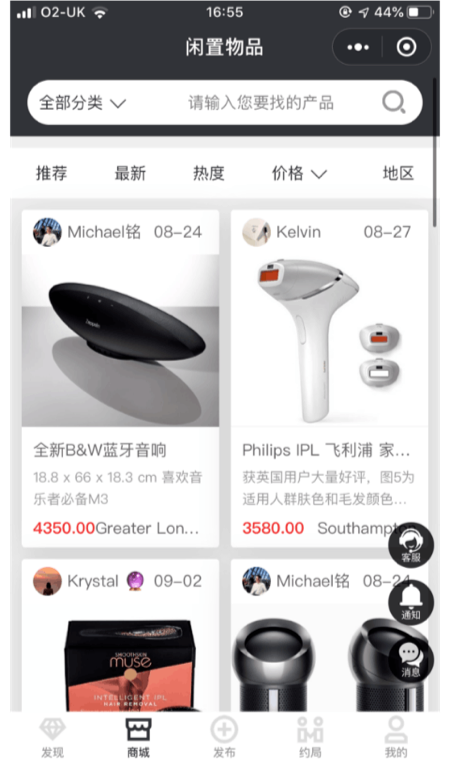 O2-UK 16:55 44%
闲置物品
全部分类 请输入您要找的产品
推荐 最新 热度 价格 地区
Michael铭 08-24
Kelvin 08-27
全新B&W蓝牙音响
18.8 x 66 x 18.3 cm 喜欢音
乐者必备M3
4350.00Greater Lon...
Philips IPL 飞利浦 家...
获英国用户大量好评，图5为
适用人群肤色和毛发颜色...
3580.00 Southampt
客服
通知
消息
Krystal 🔮 09-02
Michael铭 08-24
SMOOTHSKIN
muse
INTELLIGENT IPL
HAIR REMOVAL
发现 商城 发布 约局 我的